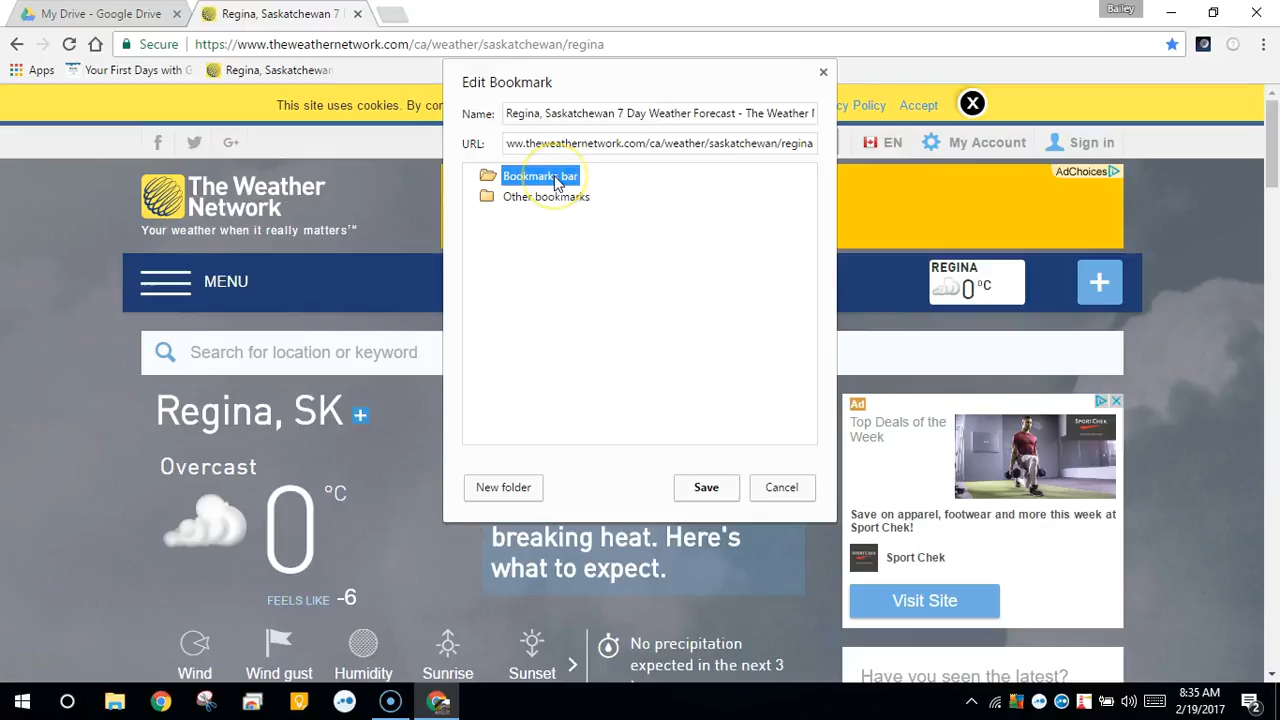 My Drive - Google Drive
Regina, Saskatchewan 7 D
Bailey
Secure
https://www.theweathernetwork.com/ca/weather/saskatchewan/regina
Apps
Your First Days with G
Regina, Saskatchewan
Edit Bookmark
Name:
Regina, Saskatchewan 7 Day Weather Forecast - The Weather
URL:
ww.theweathernetwork.com/ca/weather/saskatchewan/regina
Bookmarks bar
Other bookmarks
New folder
Save
Cancel
This site uses cookies. By con
cy Policy
Accept
X
EN
My Account
Sign in
The Weather
Network
Your weather when it really matters™
AdChoices
MENU
REGINA
0 °C
Search for location or keyword
Regina, SK
Overcast
0 °C
FEELS LIKE -6
breaking heat. Here's
what to expect.
Wind
Wind gust
Humidity
Sunrise
Sunset
No precipitation
expected in the next 3
Ad
Top Deals of the
Week
SPORT CHEK
Save on apparel, footwear and more this week at
Sport Chek!
Sport Chek
Visit Site
Have you seen the latest?
8:35 AM
2/19/2017
2